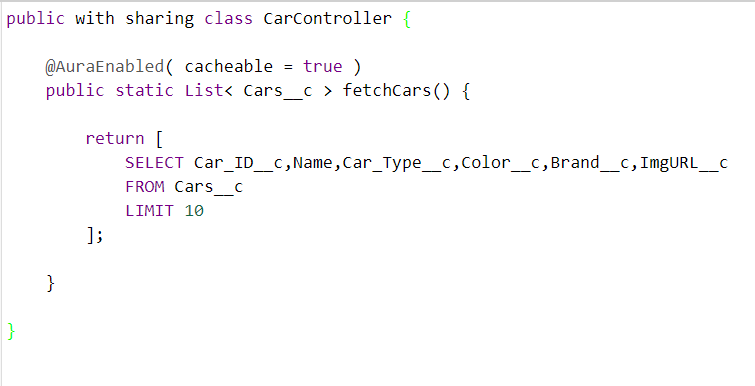 public with sharing class CarController {
@AuraEnabled( cacheable = true )
public static List< Cars__c > fetchCars() {
return [
SELECT Car_ID__c,Name,Car_Type__c,Color__c,Brand__c,ImgURL__c
FROM Cars__c
LIMIT 10
];
}
}